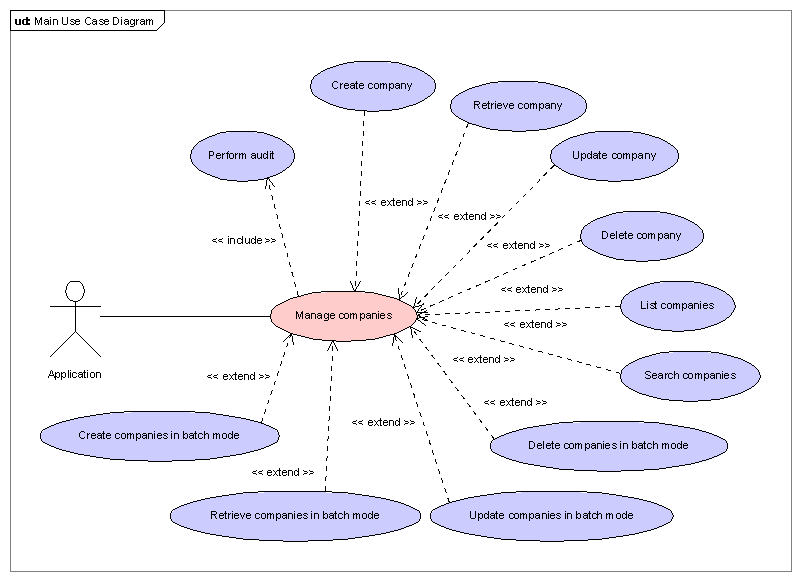 ud: Main Use Case Diagram
Create company
Retrieve company
Perform audit
Update company
<< extend >>
<< extend >>
<< include >>
Delete company
<< extend >>
<< extend >>
List companies
Manage companies
<< extend >>
<< extend >>
Application
<< extend >>
Search companies
<< extend >>
<< extend >>
Create companies in batch mode
Delete companies in batch mode
<< extend >>
Retrieve companies in batch mode
Update companies in batch mode